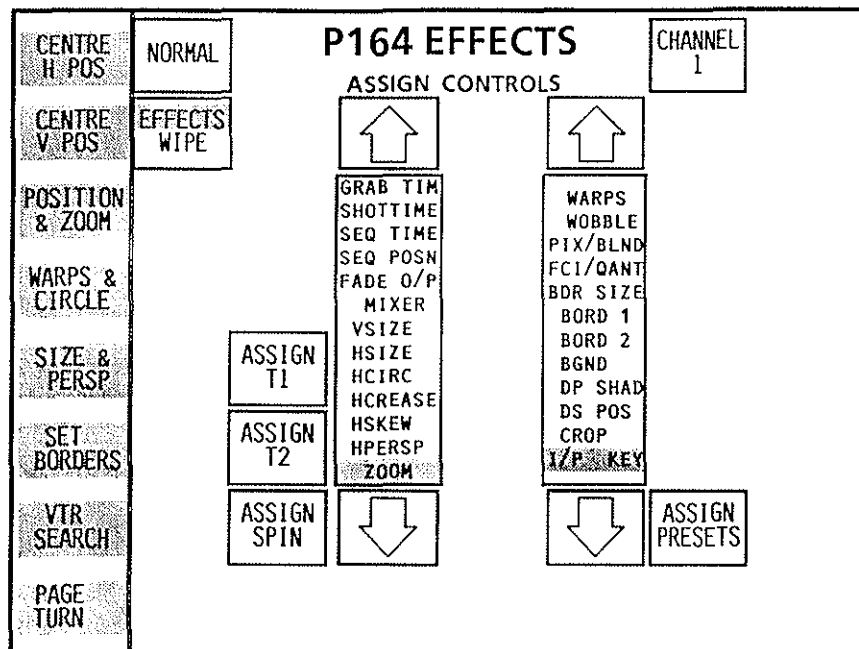 P164 EFFECTS
ASSIGN CONTROLS
CENTRE
H POS
CENTRE
V POS
POSITION
& ZOOM
WARPS &
CIRCLE
SIZE &
PERSP
SET
BORDERS
VTR
SEARCH
PAGE
TURN
NORMAL
EFFECTS
WIPE
ASSIGN
T1
ASSIGN
T2
ASSIGN
SPIN
GRAB TIM
SHOTTIME
SEQ TIME
SEQ POSN
FADE O/P
MIXER
VSIZE
HSIZE
HCIRC
HCREASE
HSKEW
HPERSP
ZOOM
WARPS
WOBBLE
PIX/BLND
FCI/QANT
BDR SIZE
BORD 1
BORD 2
BGND
DP SHAD
DS POS
CROP
I/P KEY
CHANNEL
1
ASSIGN
PRESETS